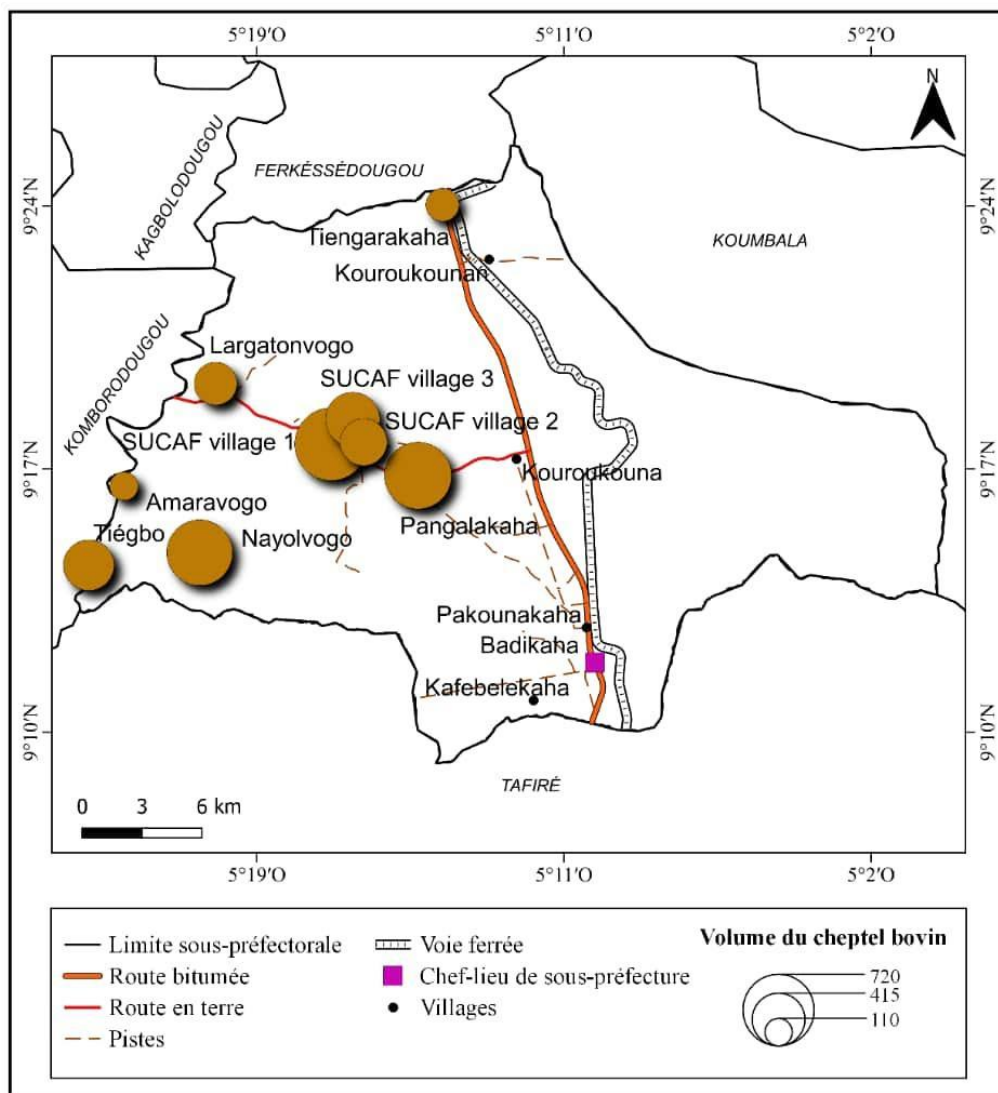 5°19'O 5°11'O 5°2'O
N
KAGBOLODOUGOU
FERKÉSSÉDOUGOU
9°24'N 9°24'N
Tiengarakaha
KOUMBALA
Kouroukounan
KOMBORODOUGOU
Largatonvogo
SUCAF village 3
SUCAF village 2
SUCAF village 1
9°17'N 9°17'N
Kouroukouna
Amaravogo
Pangalakaha
Tiégbo
Nayolvogo
Pakounakaha
Badikaha
Kafebelekaha
9°10'N 9°10'N
TAFIRÉ
0 3 6 km
5°19'O 5°11'O 5°2'O
Limite sous-préfectorale
Route bitumée
Route en terre
Pistes
Voie ferrée
Chef-lieu de sous-préfecture
Villages
Volume du cheptel bovin
720
415
110